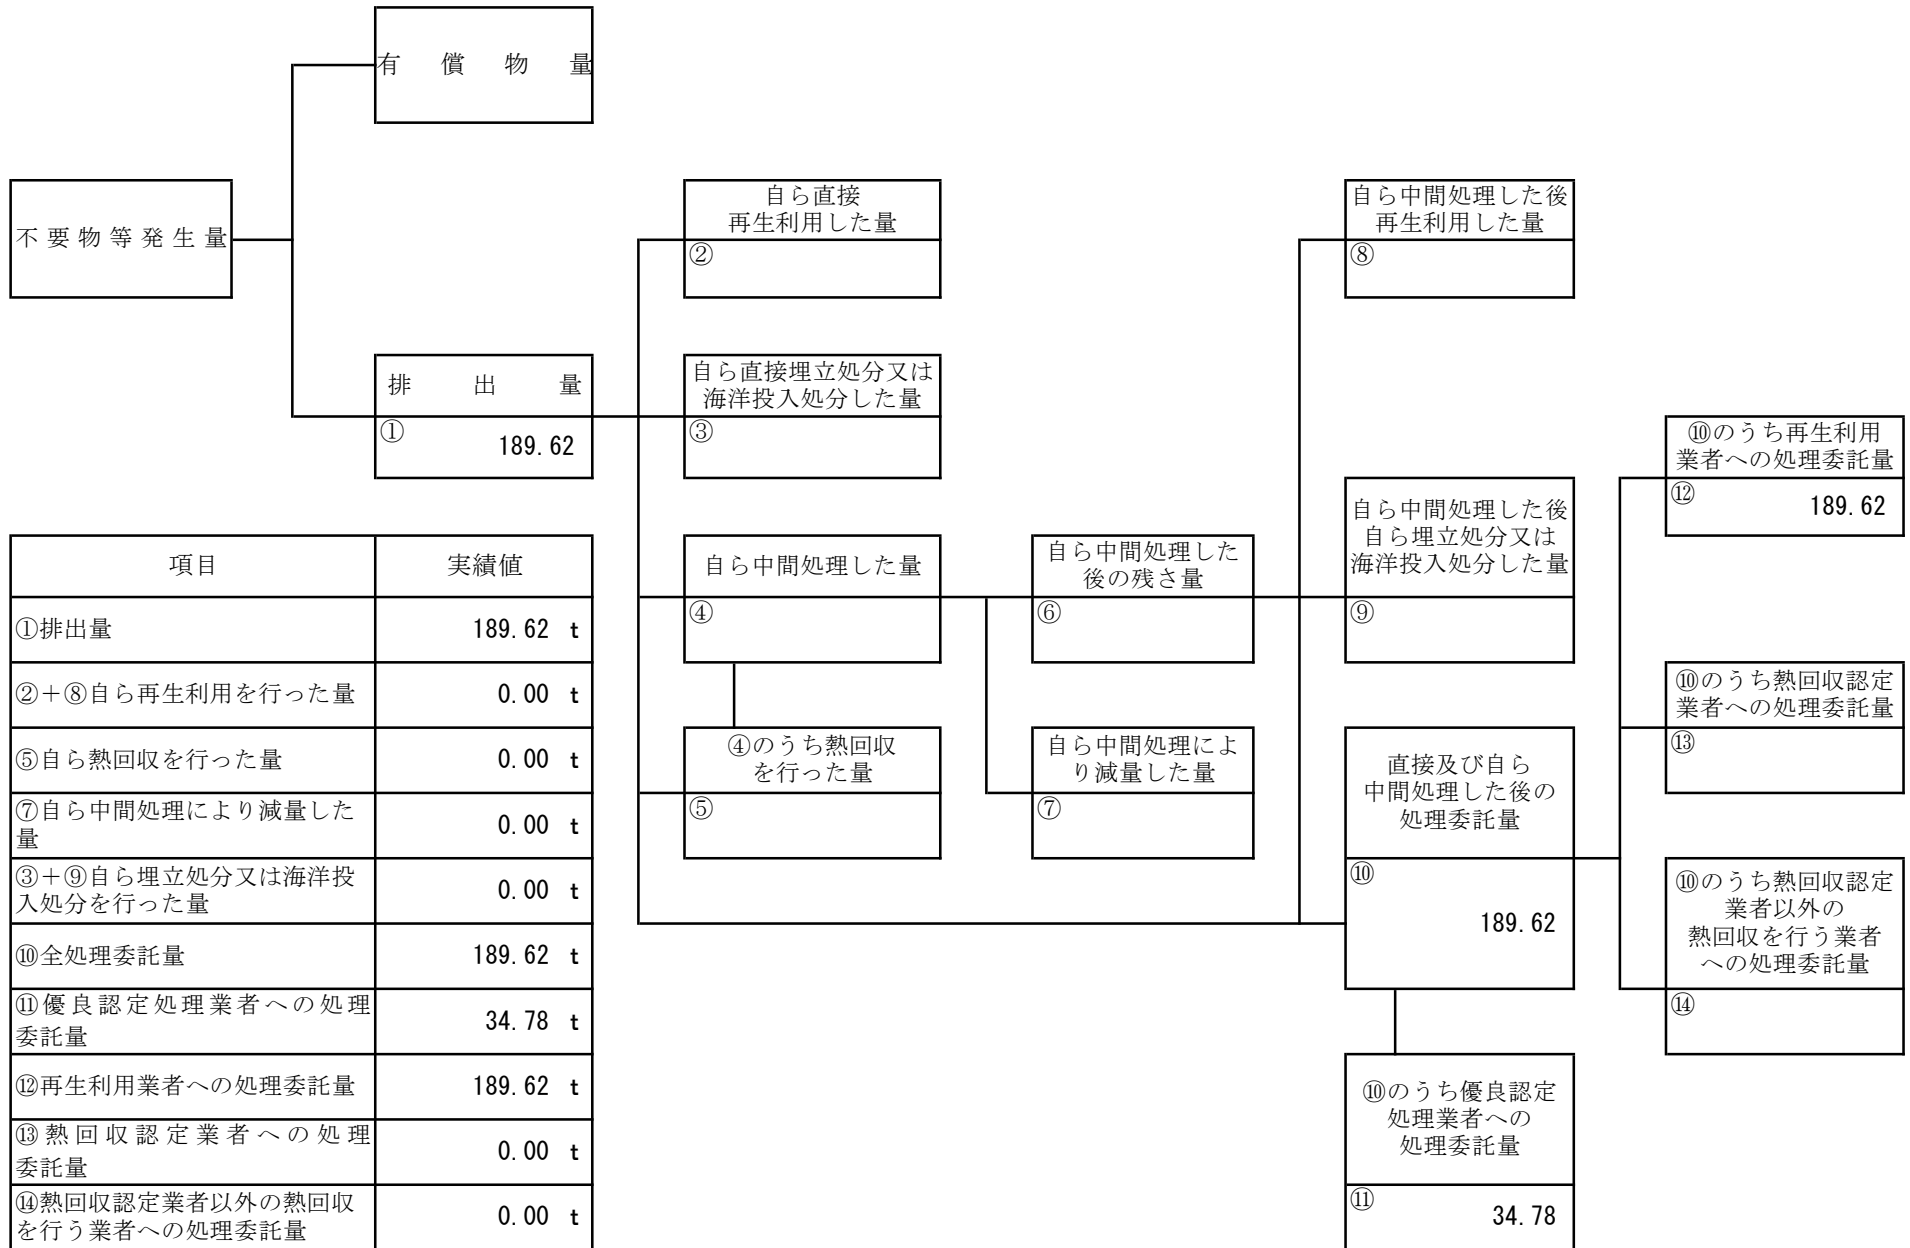 有償物量
不要物等発生量
排出量
①
189.62
自ら直接
再生利用した量
②
自ら直接埋立処分又は
海洋投入処分した量
③
自ら中間処理した量
④
④のうち熱回収
を行った量
⑤
自ら中間処理した
後の残さ量
⑥
自ら中間処理によ
り減量した量
⑦
自ら中間処理した後
再生利用した量
⑧
自ら中間処理した後
自ら埋立処分又は
海洋投入処分した量
⑨
直接及び自ら
中間処理した後の
処理委託量
⑩
189.62
⑩のうち優良認定
処理業者への
処理委託量
⑪
34.78
⑩のうち再生利用
業者への処理委託量
⑫
189.62
⑩のうち熱回収認定
業者への処理委託量
⑬
⑩のうち熱回収認定
業者以外の
熱回収を行う業者
への処理委託量
⑭
項目 実績値
①排出量 189.62 t
②+⑧自ら再生利用を行った量 0.00 t
⑤自ら熱回収を行った量 0.00 t
⑦自ら中間処理により減量した
量 0.00 t
③+⑨自ら埋立処分又は海洋投
入処分を行った量 0.00 t
⑩全処理委託量 189.62 t
⑪優良認定処理業者への処理
委託量 34.78 t
⑫再生利用業者への処理委託量 189.62 t
⑬熱回収認定業者への処理
委託量 0.00 t
⑭熱回収認定業者以外の熱回収
を行う業者への処理委託量 0.00 t